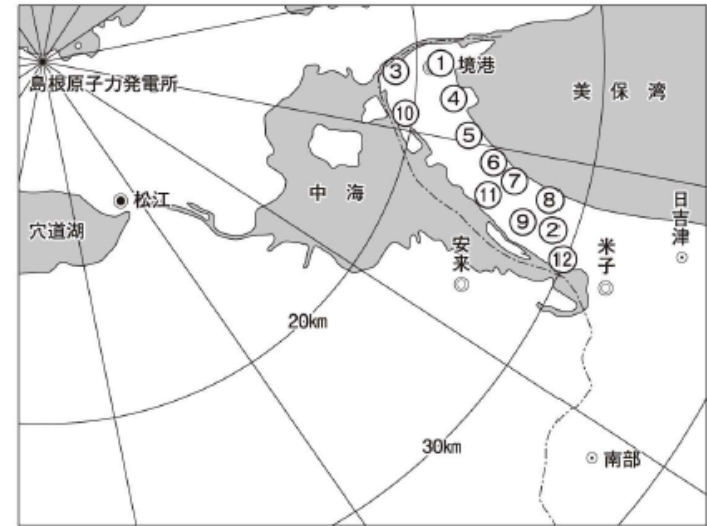 ③
①
境港
島根原子力発電所
④
美保湾
⑩
⑤
⑥
⑦
中海
⑪
⑧
松江
日吉津
⑨
②
穴道湖
安来
米子
⑫
20km
30km
南部